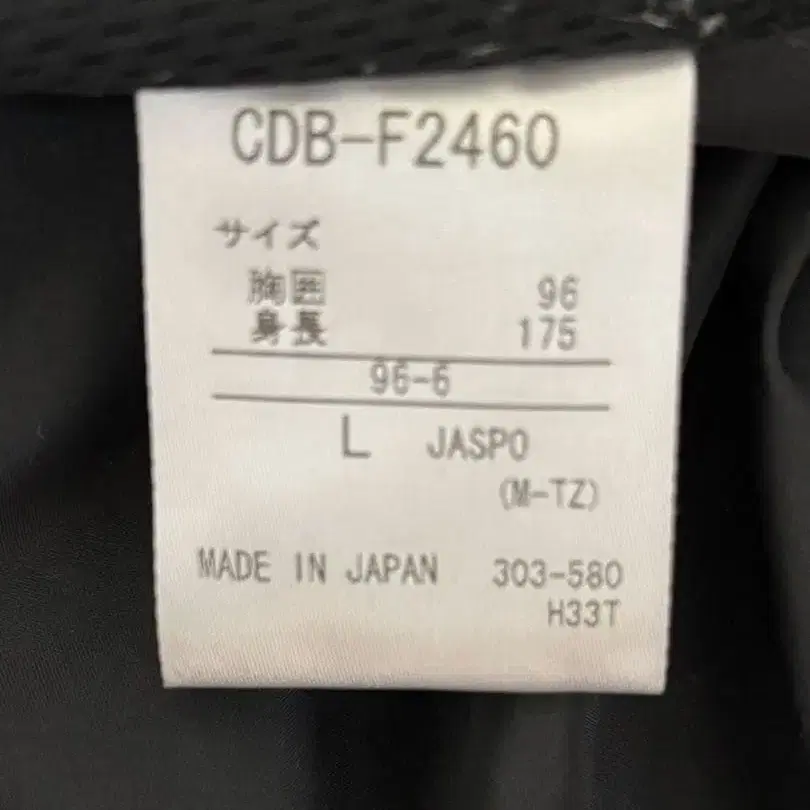 CDB-F2460
サイズ
胸囲 96
身長 175
96-6
L JASPO
(M-TZ)
MADE IN JAPAN 303-580
H33T